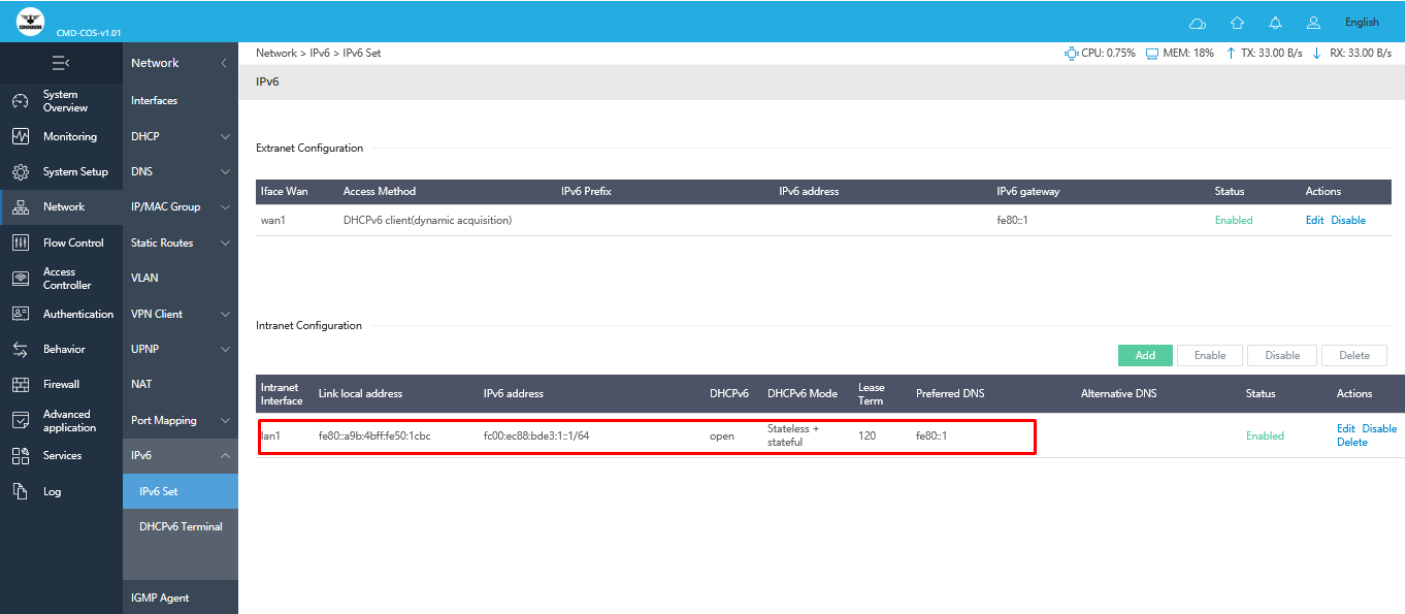 COMMANDO
CMD-COS-v1.01
English
Network > IPv6 > IPv6 Set
CPU: 0.75% MEM: 18% TX: 33.00 B/s RX: 33.00 B/s
System
Overview
Monitoring
System Setup
Network
Flow Control
Access
Controller
Authentication
Behavior
Firewall
Advanced
application
Services
Log
Network
Interfaces
DHCP
DNS
IP/MAC Group
Static Routes
VLAN
VPN Client
UPNP
NAT
Port Mapping
IPv6
IPv6 Set
DHCPv6 Terminal
IGMP Agent
IPv6
Extranet Configuration
Iface Wan Access Method IPv6 Prefix IPv6 address IPv6 gateway Status Actions
wan1 DHCPv6 client(dynamic acquisition) fe80::1 Enabled Edit Disable
Intranet Configuration
Add Enable Disable Delete
Intranet
Interface Link local address IPv6 address DHCPv6 DHCPv6 Mode Lease
Term Preferred DNS Alternative DNS Status Actions
lan1 fe80::a9b:4bff:fe50:1cbc fc00:ec88:bde3:1::1/64 open Stateless +
stateful 120 fe80::1 Enabled Edit Disable
Delete